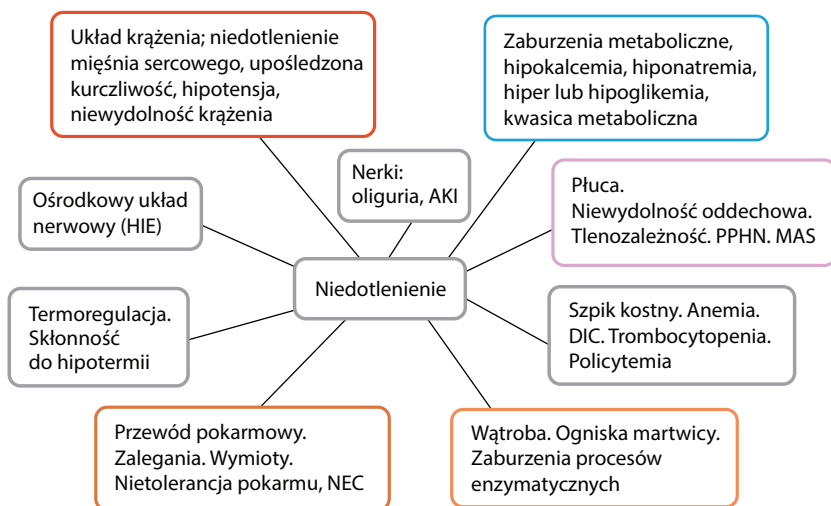 Układ krążenia; niedotlenienie
mięśnia sercowego, upośledzona
kurczliwość, hipotensja,
niewydolność krążenia
Zaburzenia metaboliczne,
hipokalcemia, hiponatremia,
hiper lub hipoglikemia,
kwasica metaboliczna
Nerki:
oliguria, AKI
Ośrodkowy układ
nerwowy (HIE)
Płuca.
Niewydolność oddechowa.
Tlenozależność. PPHN. MAS
Niedotlenienie
Termoregulacja.
Skłonność
do hipotermii
Szpik kostny. Anemia.
DIC. Trombocytopenia.
Policytemia
Przewód pokarmowy.
Zalegania. Wymioty.
Nietolerancja pokarmu, NEC
Wątroba. Ogniska martwicy.
Zaburzenia procesów
enzymatycznych